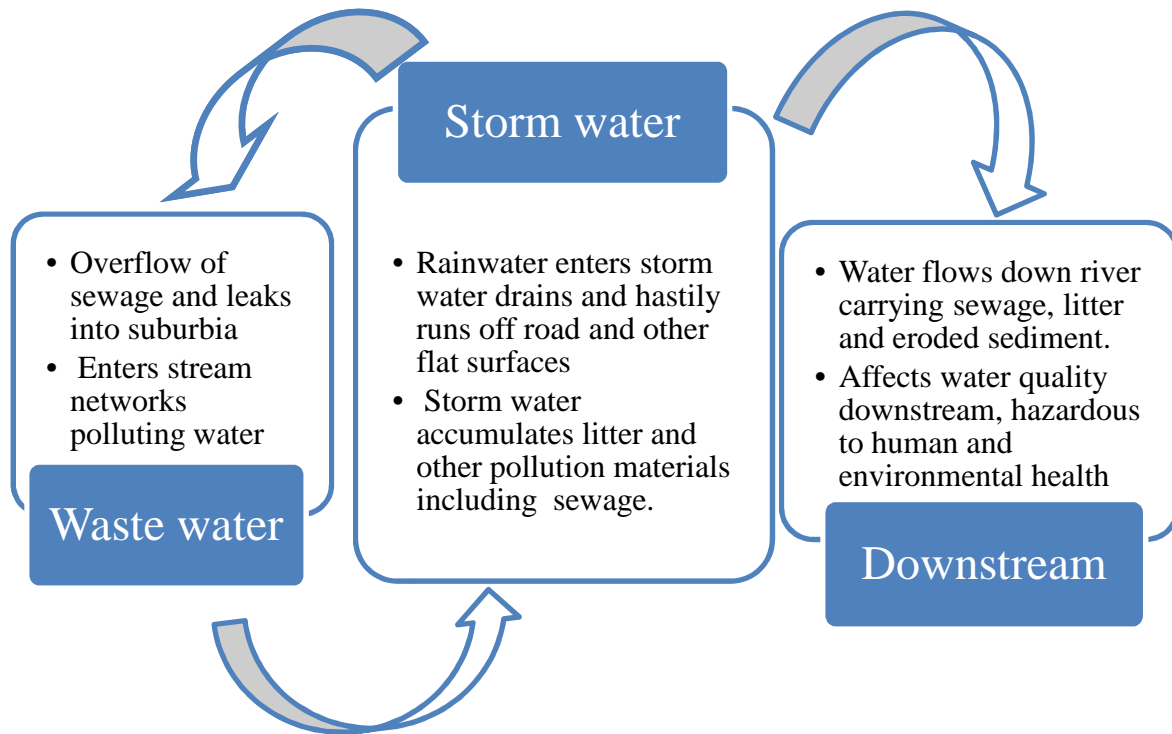 • Overflow of
sewage and leaks
into suburbia
• Enters stream
networks
polluting water
Waste water
Storm water
• Rainwater enters storm
water drains and hastily
runs off road and other
flat surfaces
• Storm water
accumulates litter and
other pollution materials
including sewage.
• Water flows down river
carrying sewage, litter
and eroded sediment.
• Affects water quality
downstream, hazardous
to human and
environmental health
Downstream